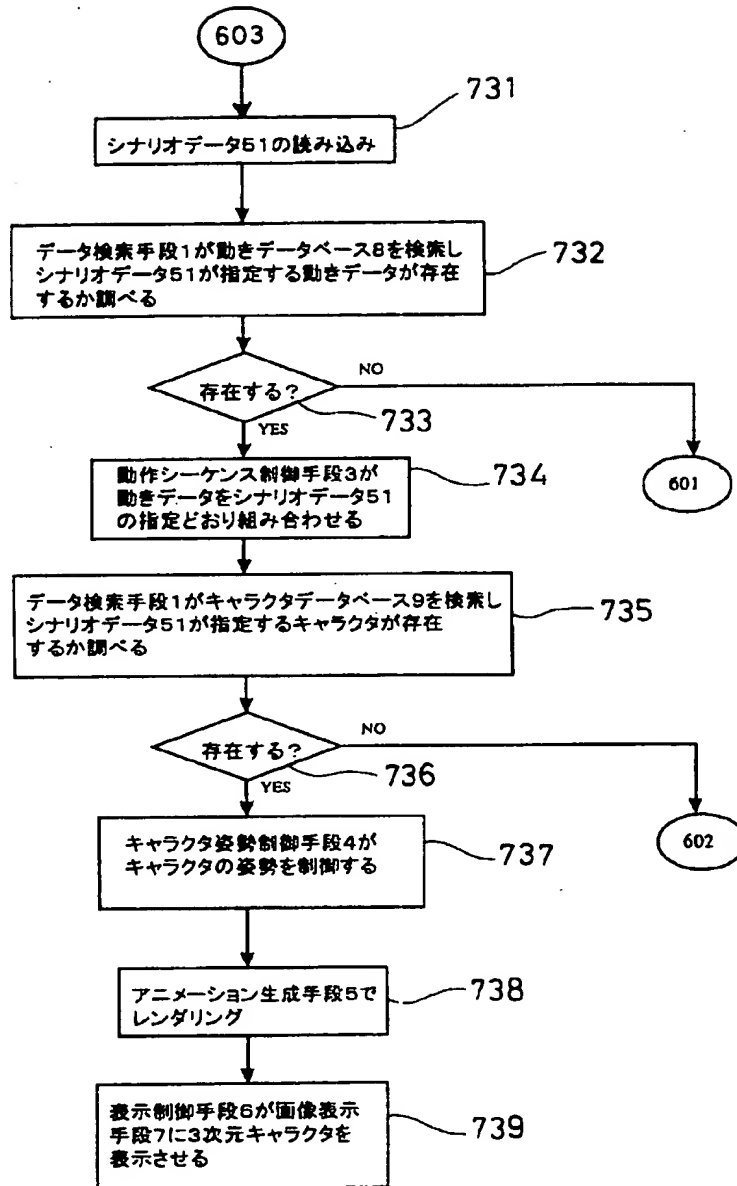 603
731
シナリオデータ51の読み込み
データ検索手段1が動きデータベース8を検索し
シナリオデータ51が指定する動きデータが存在
するか調べる
732
存在する?
NO
733
YES
動作シーケンス制御手段3が
動きデータをシナリオデータ51
の指定どおり組み合わせる
734
601
データ検索手段1がキャラクタデータベース9を検索し
シナリオデータ51が指定するキャラクタが存在
するか調べる
735
存在する?
NO
736
YES
キャラクタ姿勢制御手段4が
キャラクタの姿勢を制御する
737
602
アニメーション生成手段5で
レンダリング
738
表示制御手段6が画像表示
手段7に3次元キャラクタを
表示させる
739